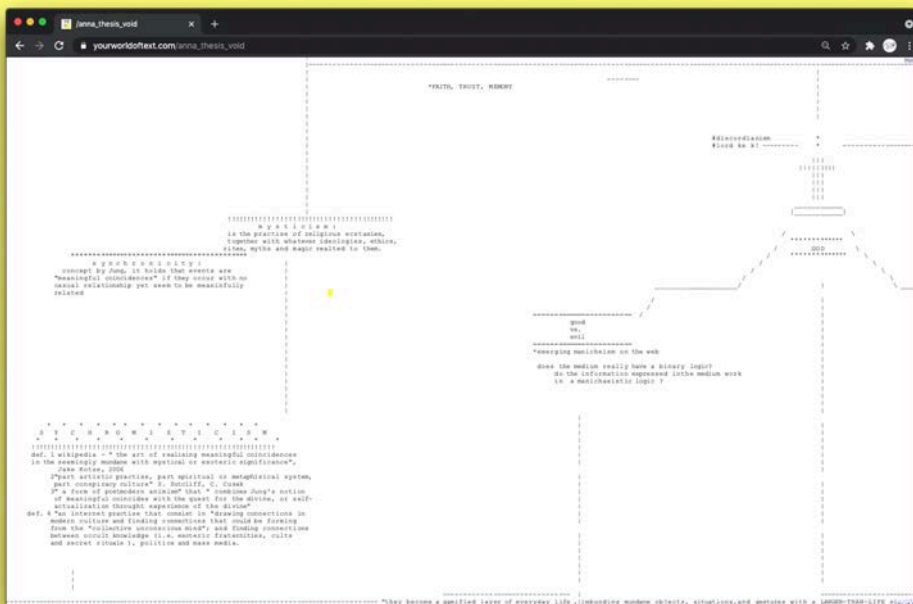 /anna_thesis_void
yourworldoftext.com/anna_thesis_void
*FAITH, TRUST, MEMORY
#discordianism
#lord ke k!
m y s t i c i s m :
is the practise of religious ecstasies,
together with whatever ideologies, ethics,
rites, myths and magic realted to them.
s y n c h r o n i c i t y :
concept by Jung, it holds that events are
"meaningful coincidences" if they occur with no
casual relationship yet seem to be meaninfully
related
GOD
good
vs.
evil
*emerging manicheism on the web
does the medium really have a binary logic?
do the information expressed inthe medium work
in a manichaeistic logic ?
S Y C H R O M I S T I C I S M
def. 1 wikipedia - " the art of realising meaningful coincidences
in the seemingly mundane with mystical or esoteric significance",
Jake Kotze, 2006
2"part artistic practise, part spiritual or metaphisical system,
part conspiracy culture" S. Sutcliff, C. Cusak
3" a form of postmodern animism" that " combines Jung's notion
of meaningful coincides with the quest for the divine, or self-
actualization throught experience of the divine"
def. 4 "an internet practise that consist in "drawing connections in
modern culture and finding connections that could be forming
from the "collective unconscious mind"; and finding connections
between occult knowledge (i.e. esoteric fraternities, cults
and secret rituals ), politics and mass media.
"they become a gamified layer of everyday life ,imbonding mundane objects, situations,and gestures with a LARGER-THAN-LIFE